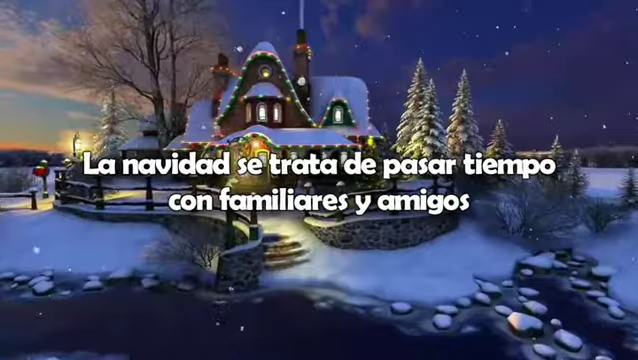 La navidad se trata de pasar tiempo
con familiares y amigos